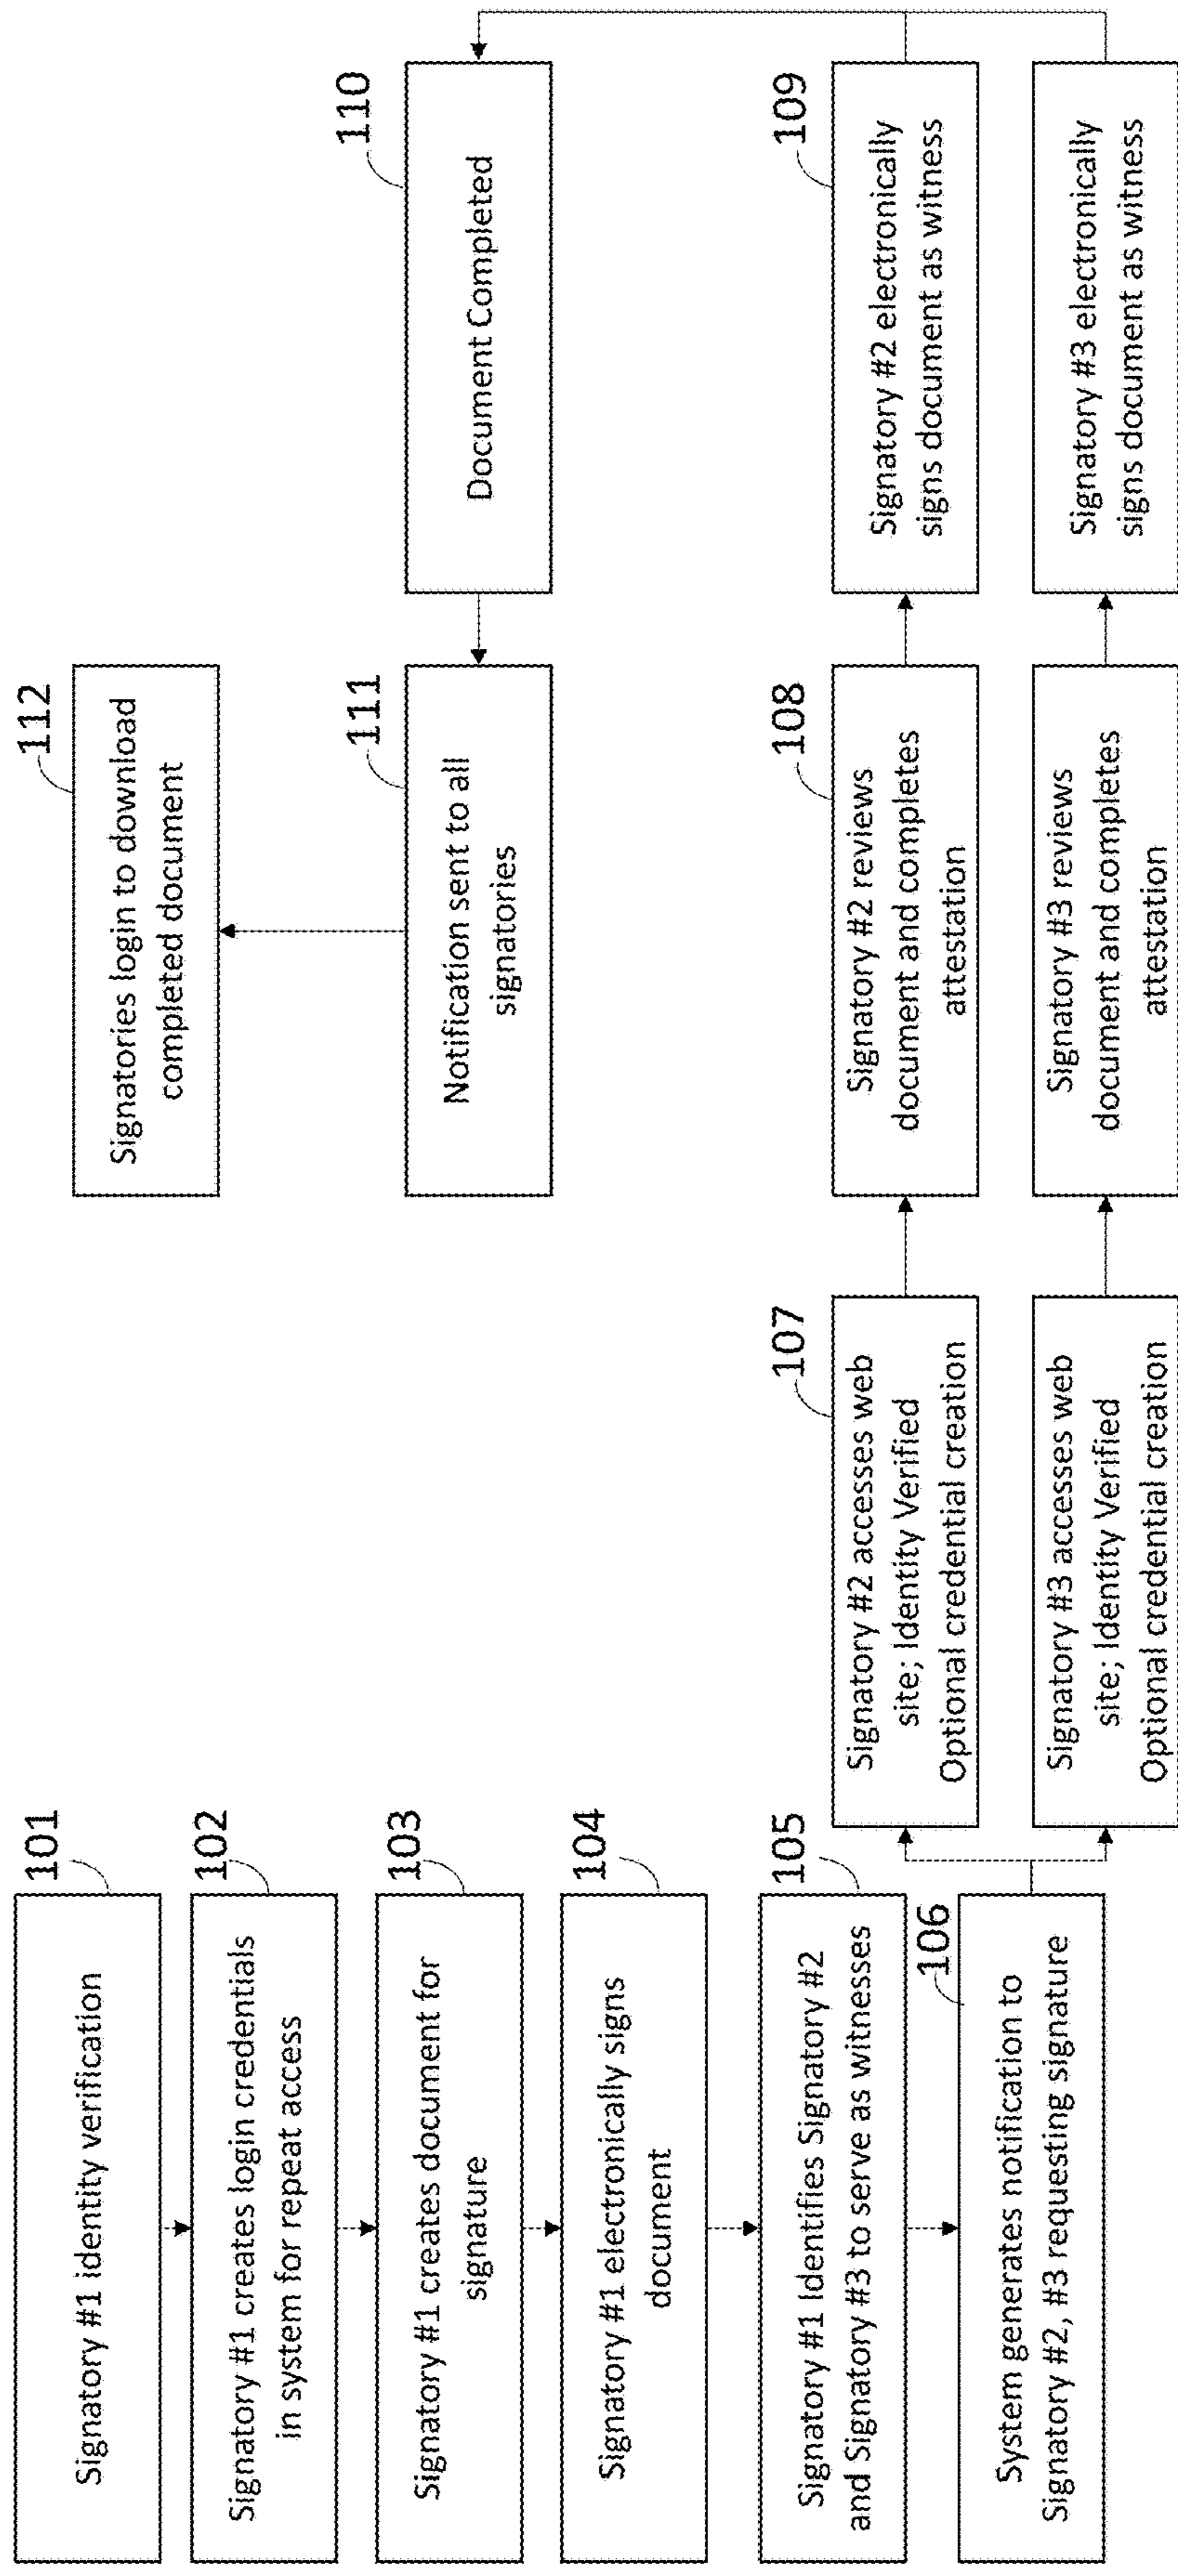 101
Signatory #1 identity verification
102
Signatory #1 creates login credentials
in system for repeat access
103
Signatory #1 creates document for
signature
104
Signatory #1 electronically signs
document
105
Signatory #1 Identifies Signatory #2
and Signatory #3 to serve as witnesses
106
System generates notification to
Signatory #2, #3 requesting signature
107
Signatory #2 accesses web
site; Identity Verified
Optional credential creation
Signatory #3 accesses web
site; Identity Verified
Optional credential creation
108
Signatory #2 reviews
document and completes
attestation
Signatory #3 reviews
document and completes
attestation
109
Signatory #2 electronically
signs document as witness
Signatory #3 electronically
signs document as witness
110
Document Completed
111
Notification sent to all
signatories
112
Signatories login to download
completed document